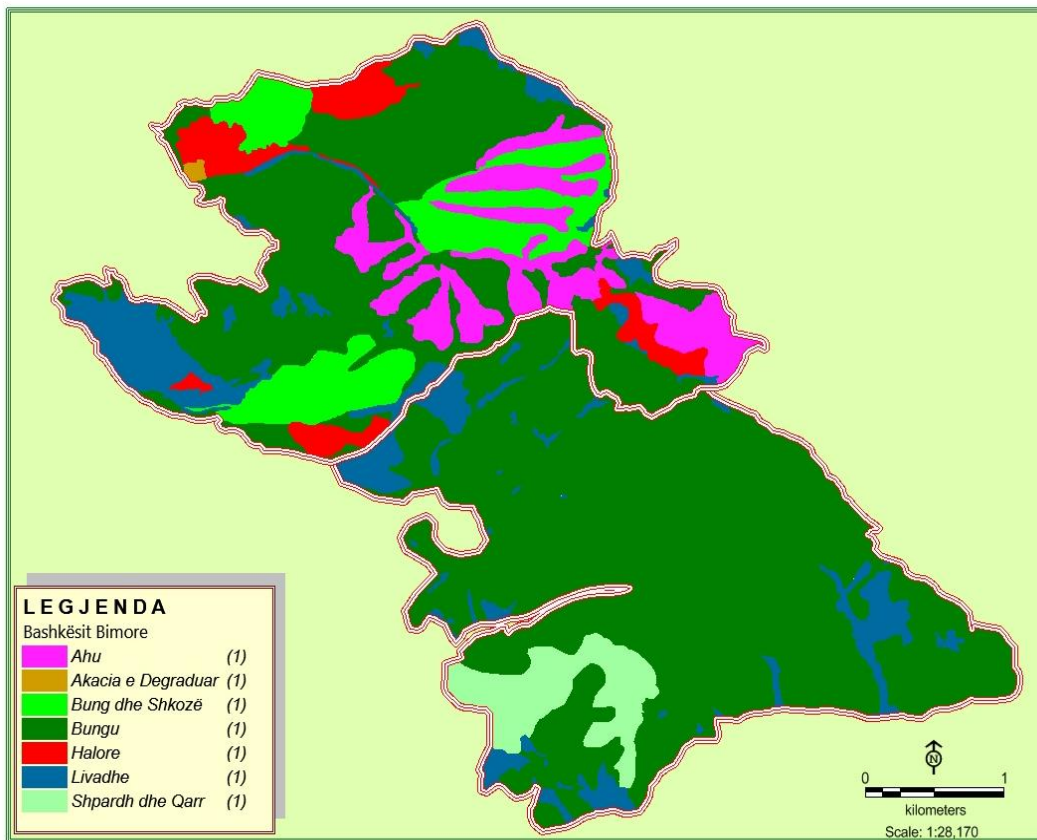 LEGJENDA
Bashkësit Bimore
Ahu (1)
Akacia e Degraduar (1)
Bung dhe Shkozë (1)
Bungu (1)
Halore (1)
Livadhe (1)
Shpardh dhe Qarr (1)
N
0 1
kilometers
Scale: 1:28,170